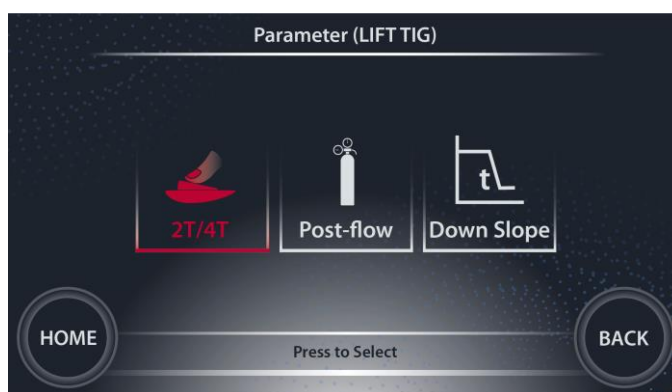 Parameter (LIFT TIG)
t
2T/4T
Post-flow
Down Slope
HOME
Press to Select
BACK